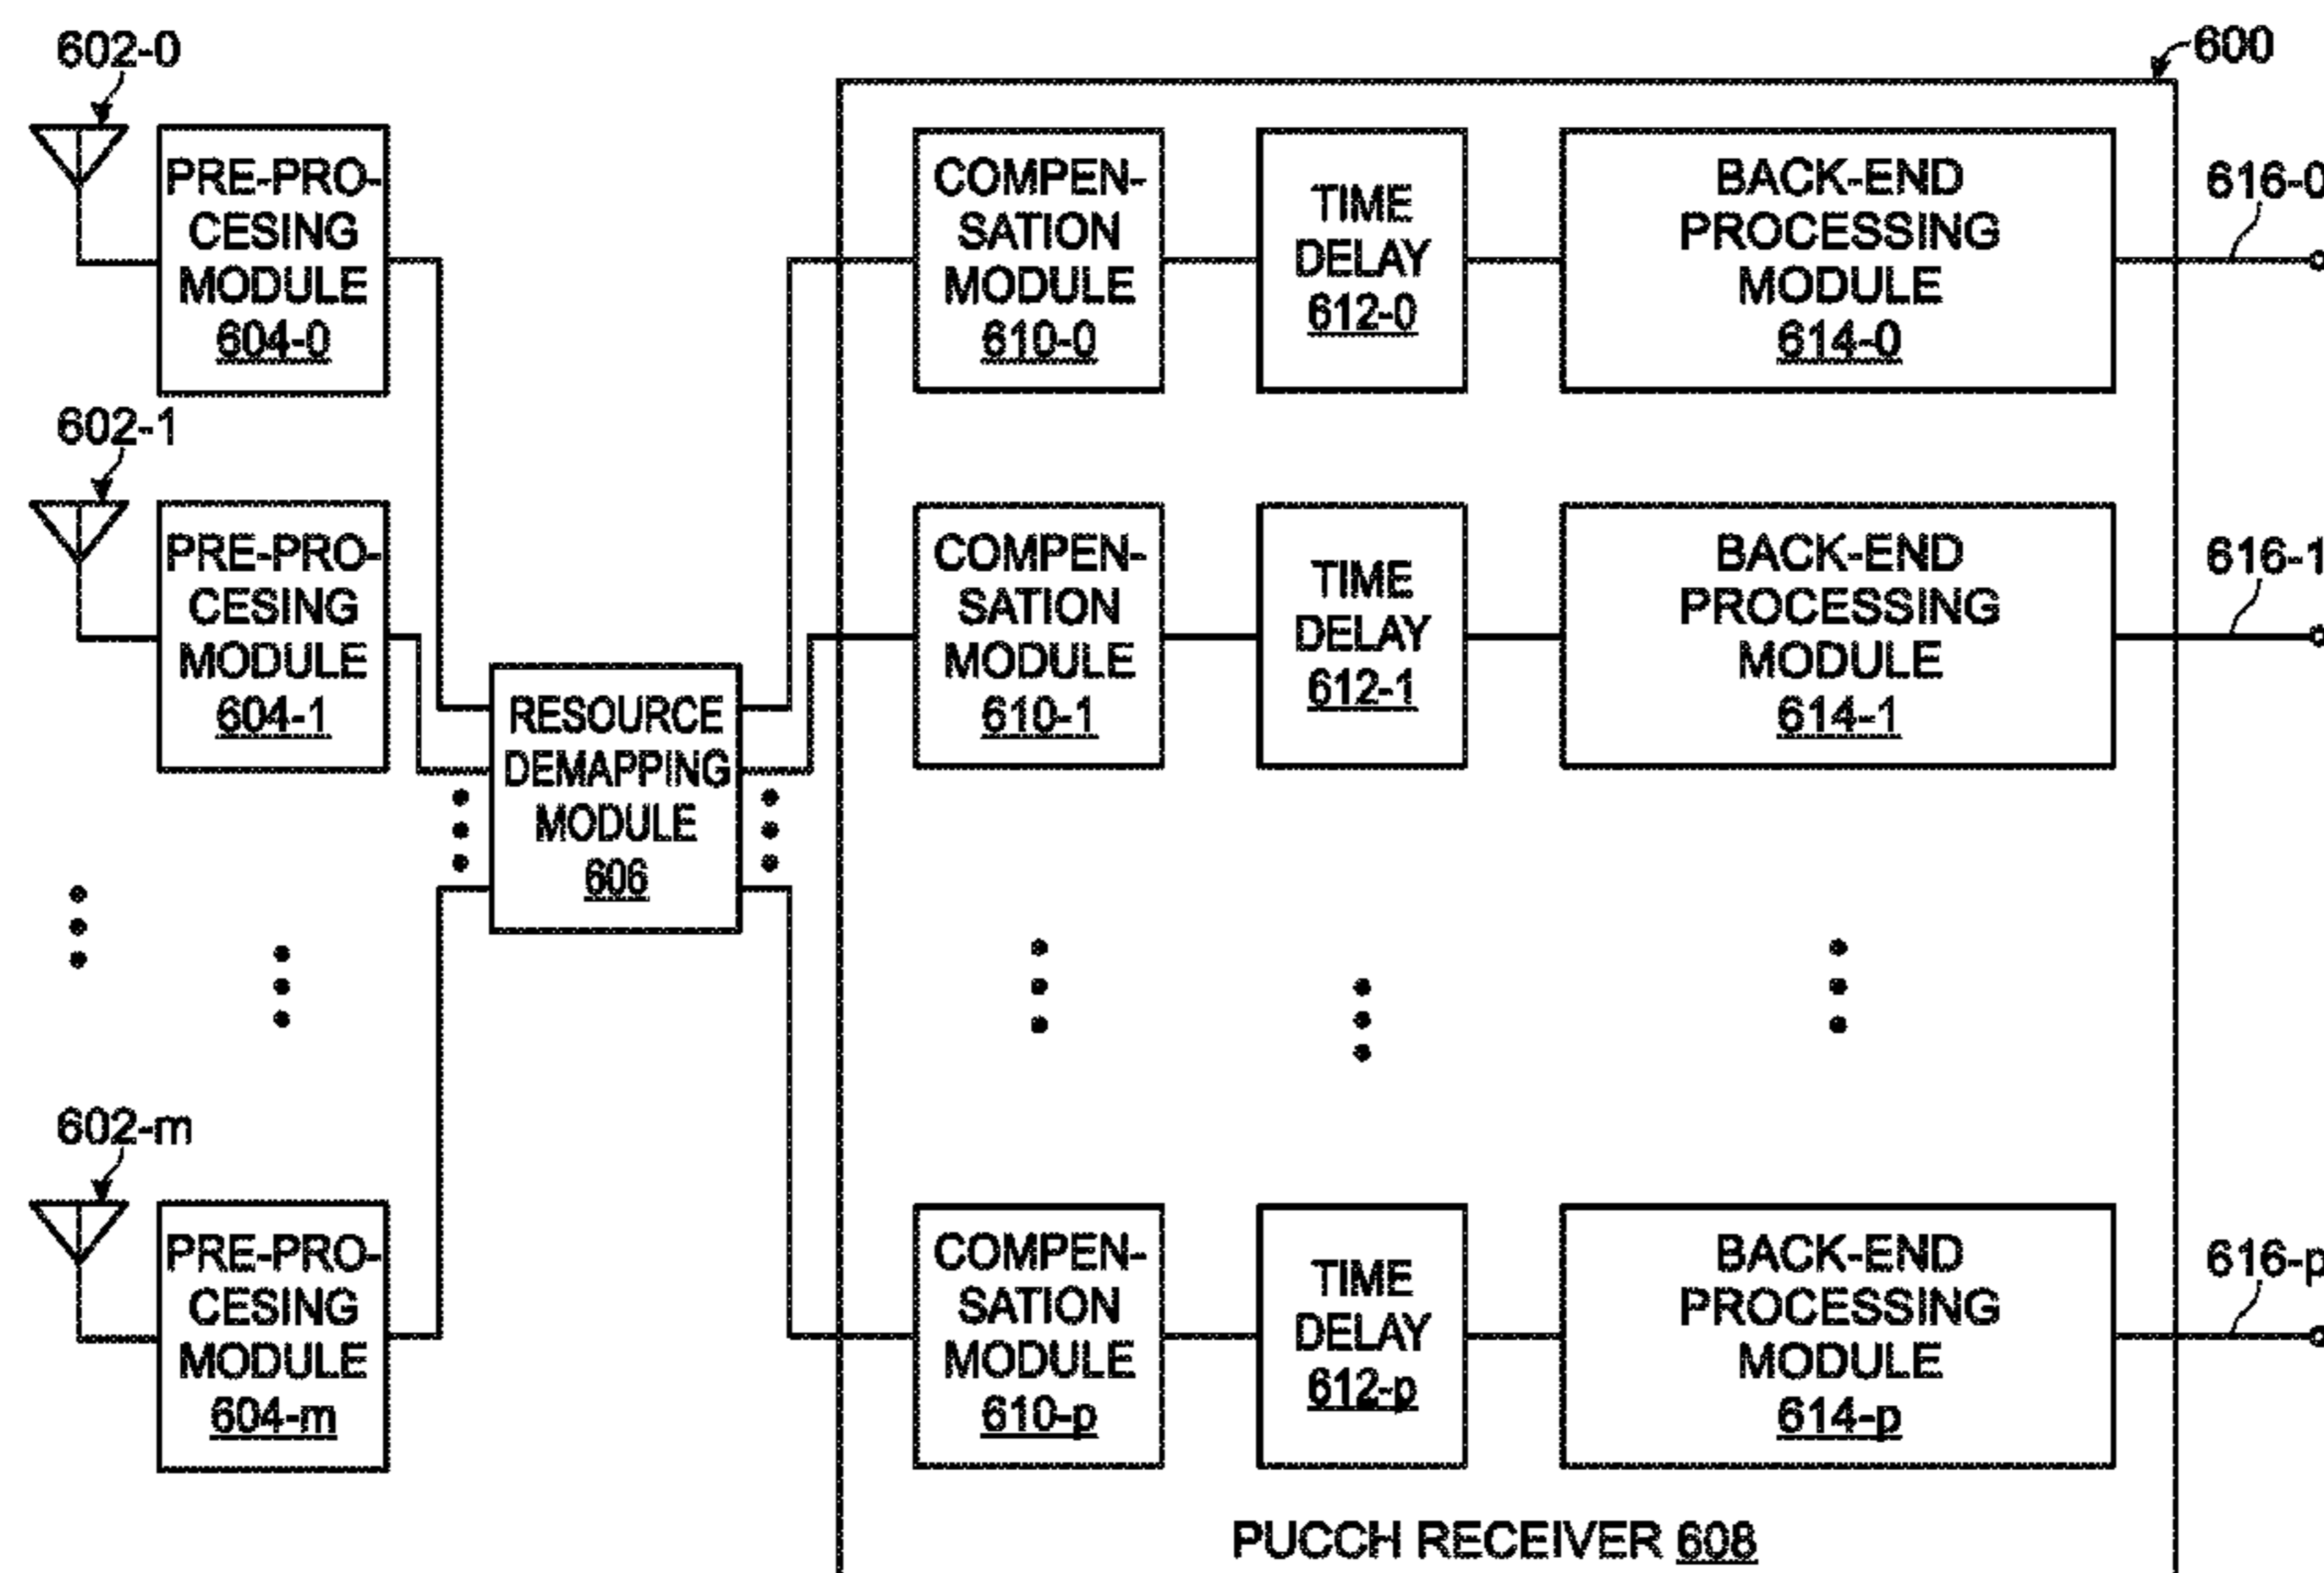 602-0
600
PRE-PRO-
CESING
MODULE
604-0
COMPEN-
SATION
MODULE
610-0
TIME
DELAY
612-0
BACK-END
PROCESSING
MODULE
614-0
616-0
602-1
PRE-PRO-
CESING
MODULE
604-1
RESOURCE
DEMAPPING
MODULE
606
COMPEN-
SATION
MODULE
610-1
TIME
DELAY
612-1
BACK-END
PROCESSING
MODULE
614-1
616-1
602-m
PRE-PRO-
CESING
MODULE
604-m
COMPEN-
SATION
MODULE
610-p
TIME
DELAY
612-p
BACK-END
PROCESSING
MODULE
614-p
616-p
PUCCH RECEIVER 608